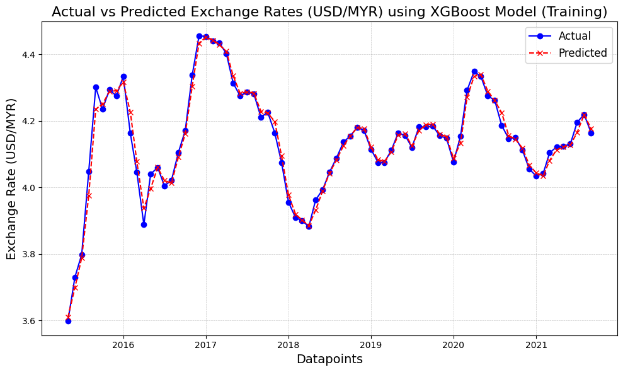 Actual vs Predicted Exchange Rates (USD/MYR) using XGBoost Model (Training)
Actual
Predicted
Exchange Rate (USD/MYR)
4.4
4.2
4.0
3.8
3.6
2016 2017 2018 2019 2020 2021
Datapoints